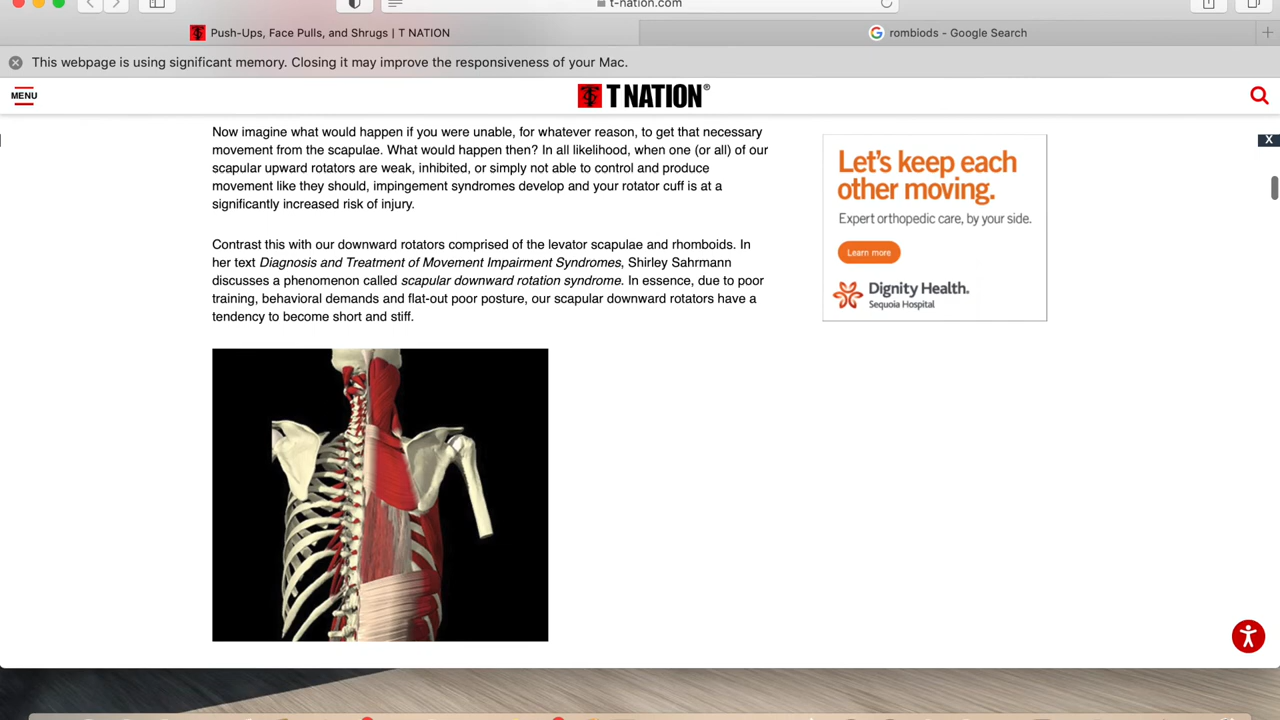 t-nation.com
Push-Ups, Face Pulls, and Shrugs | T NATION
rombiods - Google Search
This webpage is using significant memory. Closing it may improve the responsiveness of your Mac.
MENU
T NATION®
Now imagine what would happen if you were unable, for whatever reason, to get that necessary
movement from the scapulae. What would happen then? In all likelihood, when one (or all) of our
scapular upward rotators are weak, inhibited, or simply not able to control and produce
movement like they should, impingement syndromes develop and your rotator cuff is at a
significantly increased risk of injury.
Contrast this with our downward rotators comprised of the levator scapulae and rhomboids. In
her text Diagnosis and Treatment of Movement Impairment Syndromes, Shirley Sahrmann
discusses a phenomenon called scapular downward rotation syndrome. In essence, due to poor
training, behavioral demands and flat-out poor posture, our scapular downward rotators have a
tendency to become short and stiff.
X
Let's keep each
other moving.
Expert orthopedic care, by your side.
Learn more
Dignity Health.
Sequoia Hospital